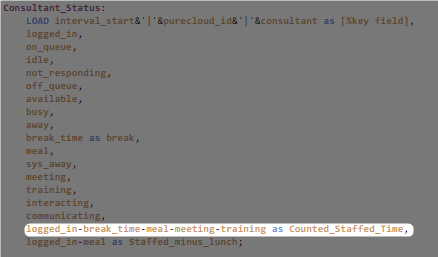 Consultant_Status:
LOAD interval_start&'|'&purecloud_id&'|'&consultant as [%key field],
logged_in,
on_queue,
idle,
not_responding,
off_queue,
available,
busy,
away,
break_time as break,
meal,
sys_away,
meeting,
training,
interacting,
communicating,
logged_in-break_time-meal-meeting-training as Counted_Staffed_Time,
logged_in-meal as Staffed_minus_lunch;